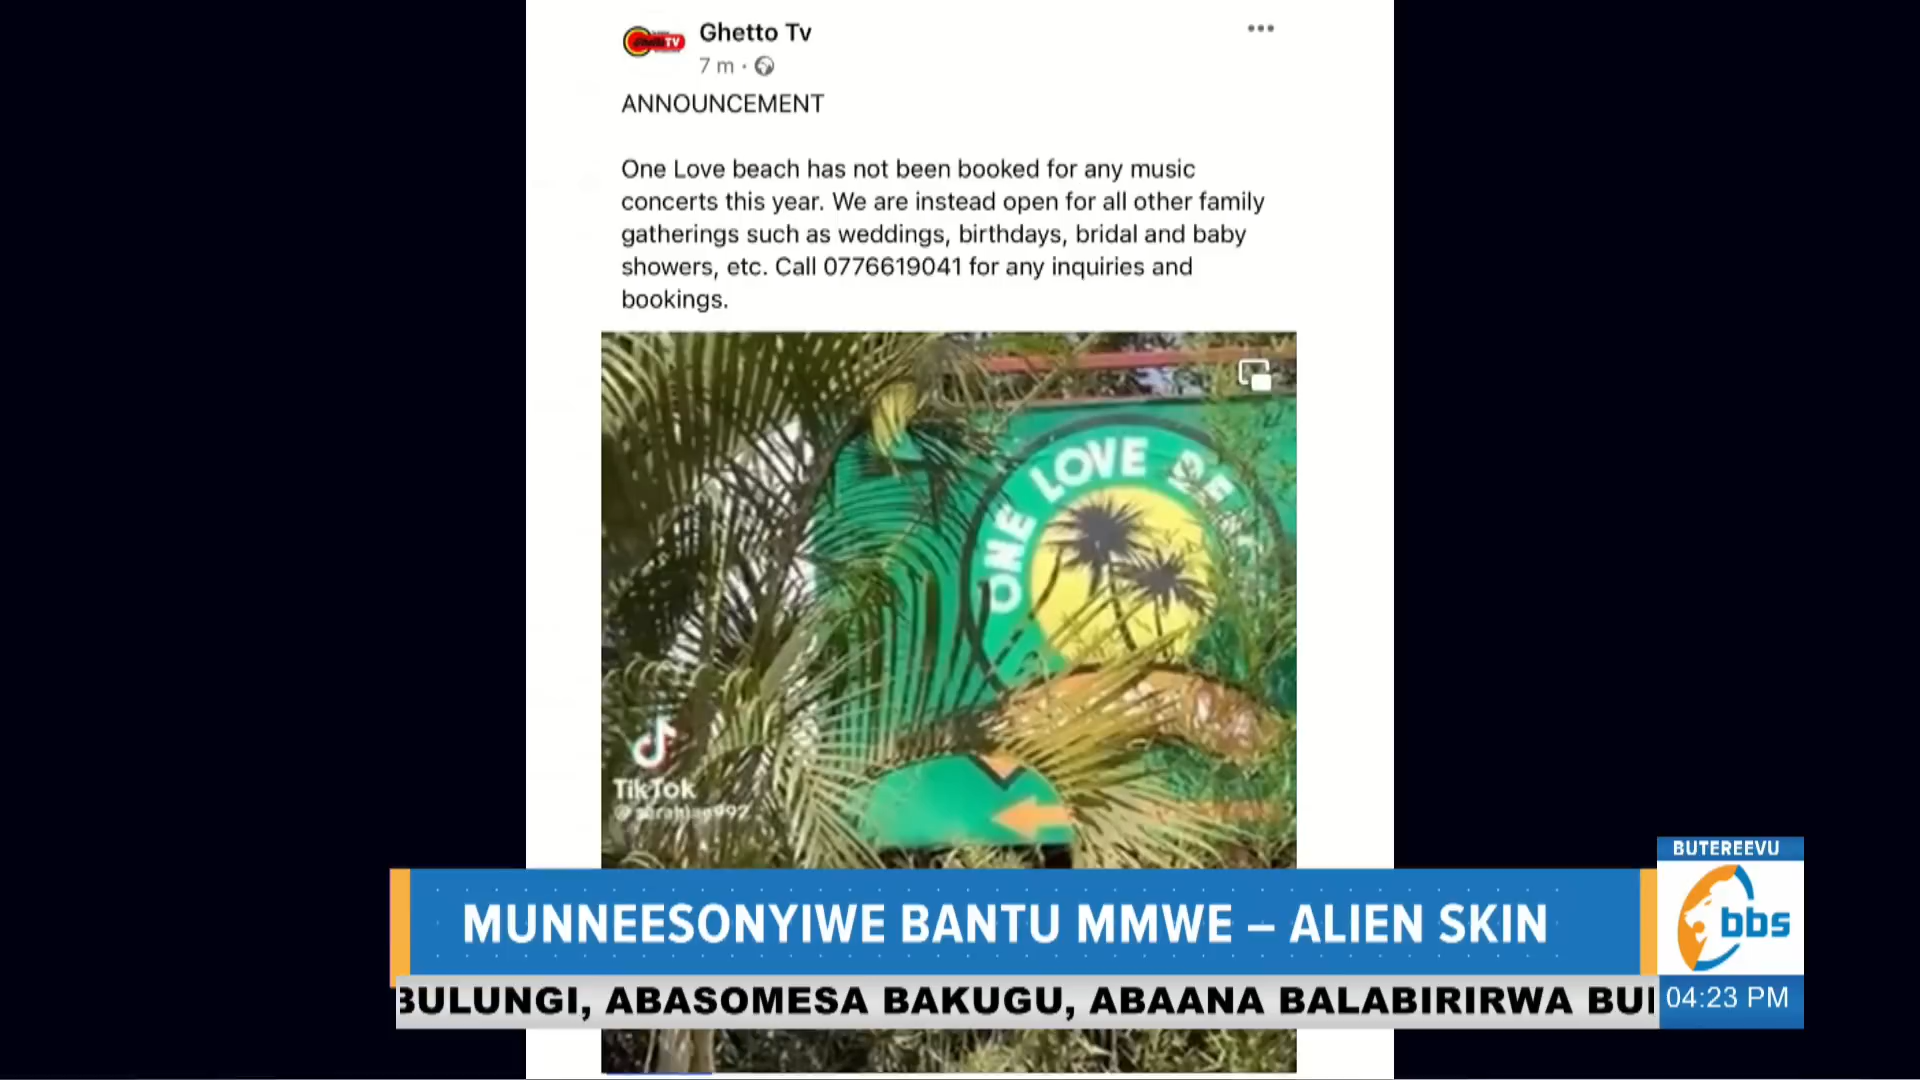 Ghetto Tv
7 m
ANNOUNCEMENT
One Love beach has not been booked for any music
concerts this year. We are instead open for all other family
gatherings such as weddings, birthdays, bridal and baby
showers, etc. Call 0776619041 for any inquiries and
bookings.
ONE LOVE BE
TikTok
BUTEREEVU
bbs
MUNNEESONYIWE BANTU MMWE – ALIEN SKIN
BULUNGI, ABASOMESA BAKUGU, ABAANA BALABIRIRWA BU
04:23 PM